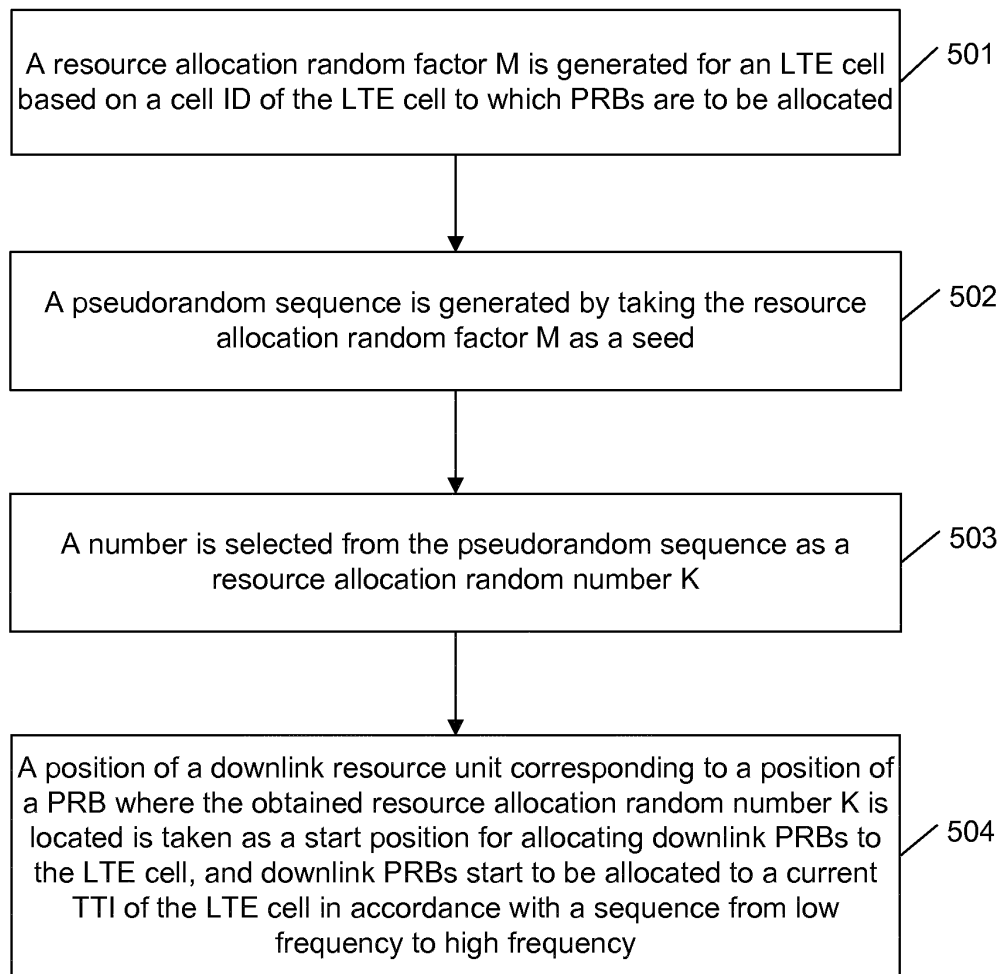 A resource allocation random factor M is generated for an LTE cell
based on a cell ID of the LTE cell to which PRBs are to be allocated
501
A pseudorandom sequence is generated by taking the resource
allocation random factor M as a seed
502
A number is selected from the pseudorandom sequence as a
resource allocation random number K
503
A position of a downlink resource unit corresponding to a position of
a PRB where the obtained resource allocation random number K is
located is taken as a start position for allocating downlink PRBs to
the LTE cell, and downlink PRBs start to be allocated to a current
TTI of the LTE cell in accordance with a sequence from low
frequency to high frequency
504